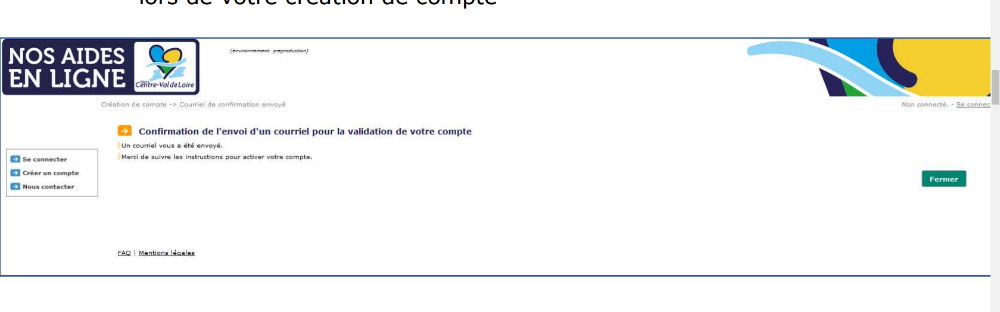 lors de votre création de compte
NOS AIDES
EN LIGNE
Région
Centre-Val de Loire
(environnement: preproduction)
Création de compte -> Courriel de confirmation envoyé
Non connecté. - Se connec
Confirmation de l'envoi d'un courriel pour la validation de votre compte
Un courriel vous a été envoyé.
Merci de suivre les instructions pour activer votre compte.
Se connecter
Créer un compte
Nous contacter
Fermer
FAQ | Mentions légales